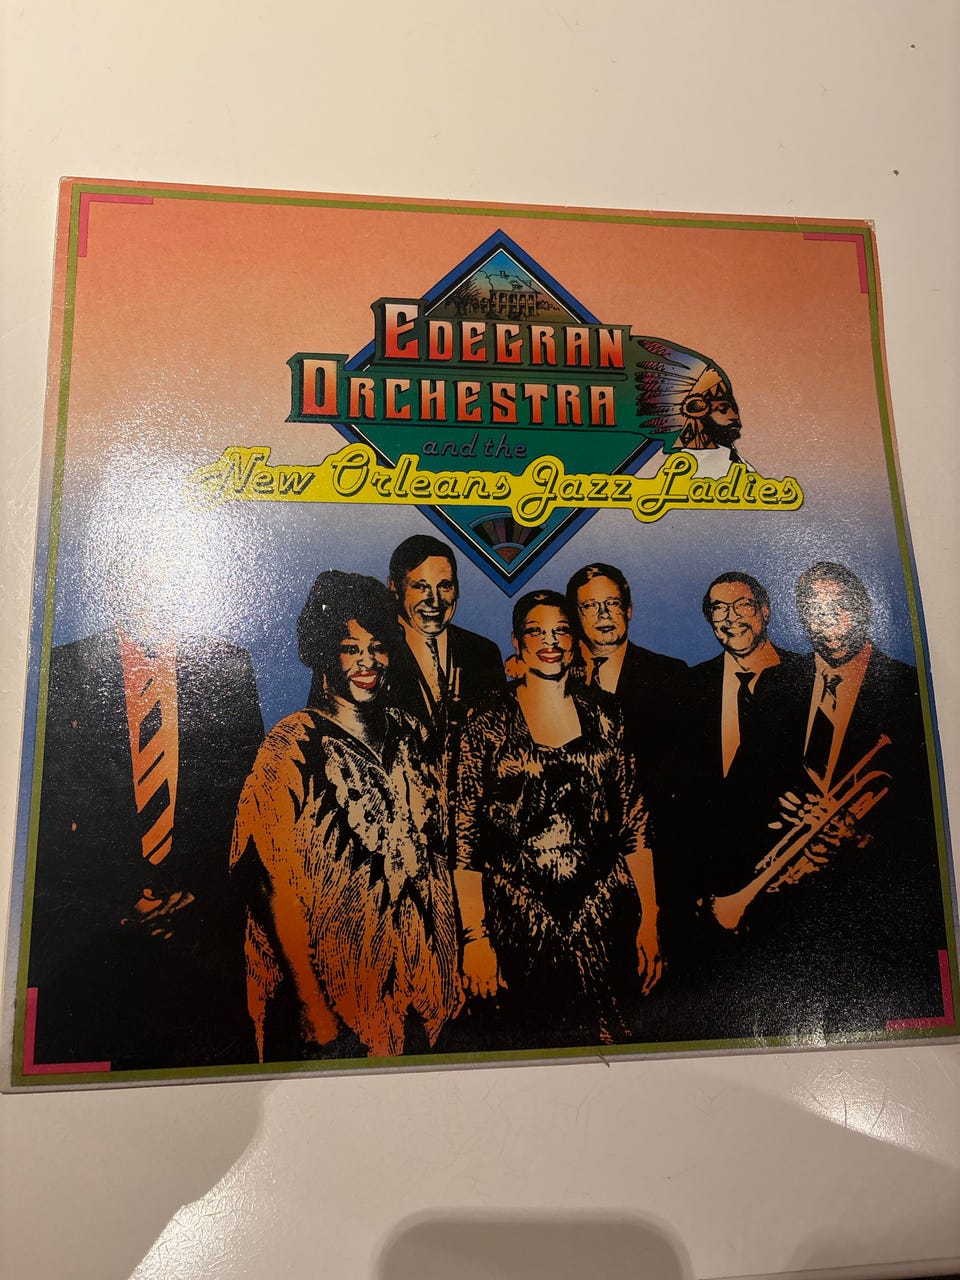 EDEGRAN
ORCHESTRA
and the
New Orleans Jazz Ladies